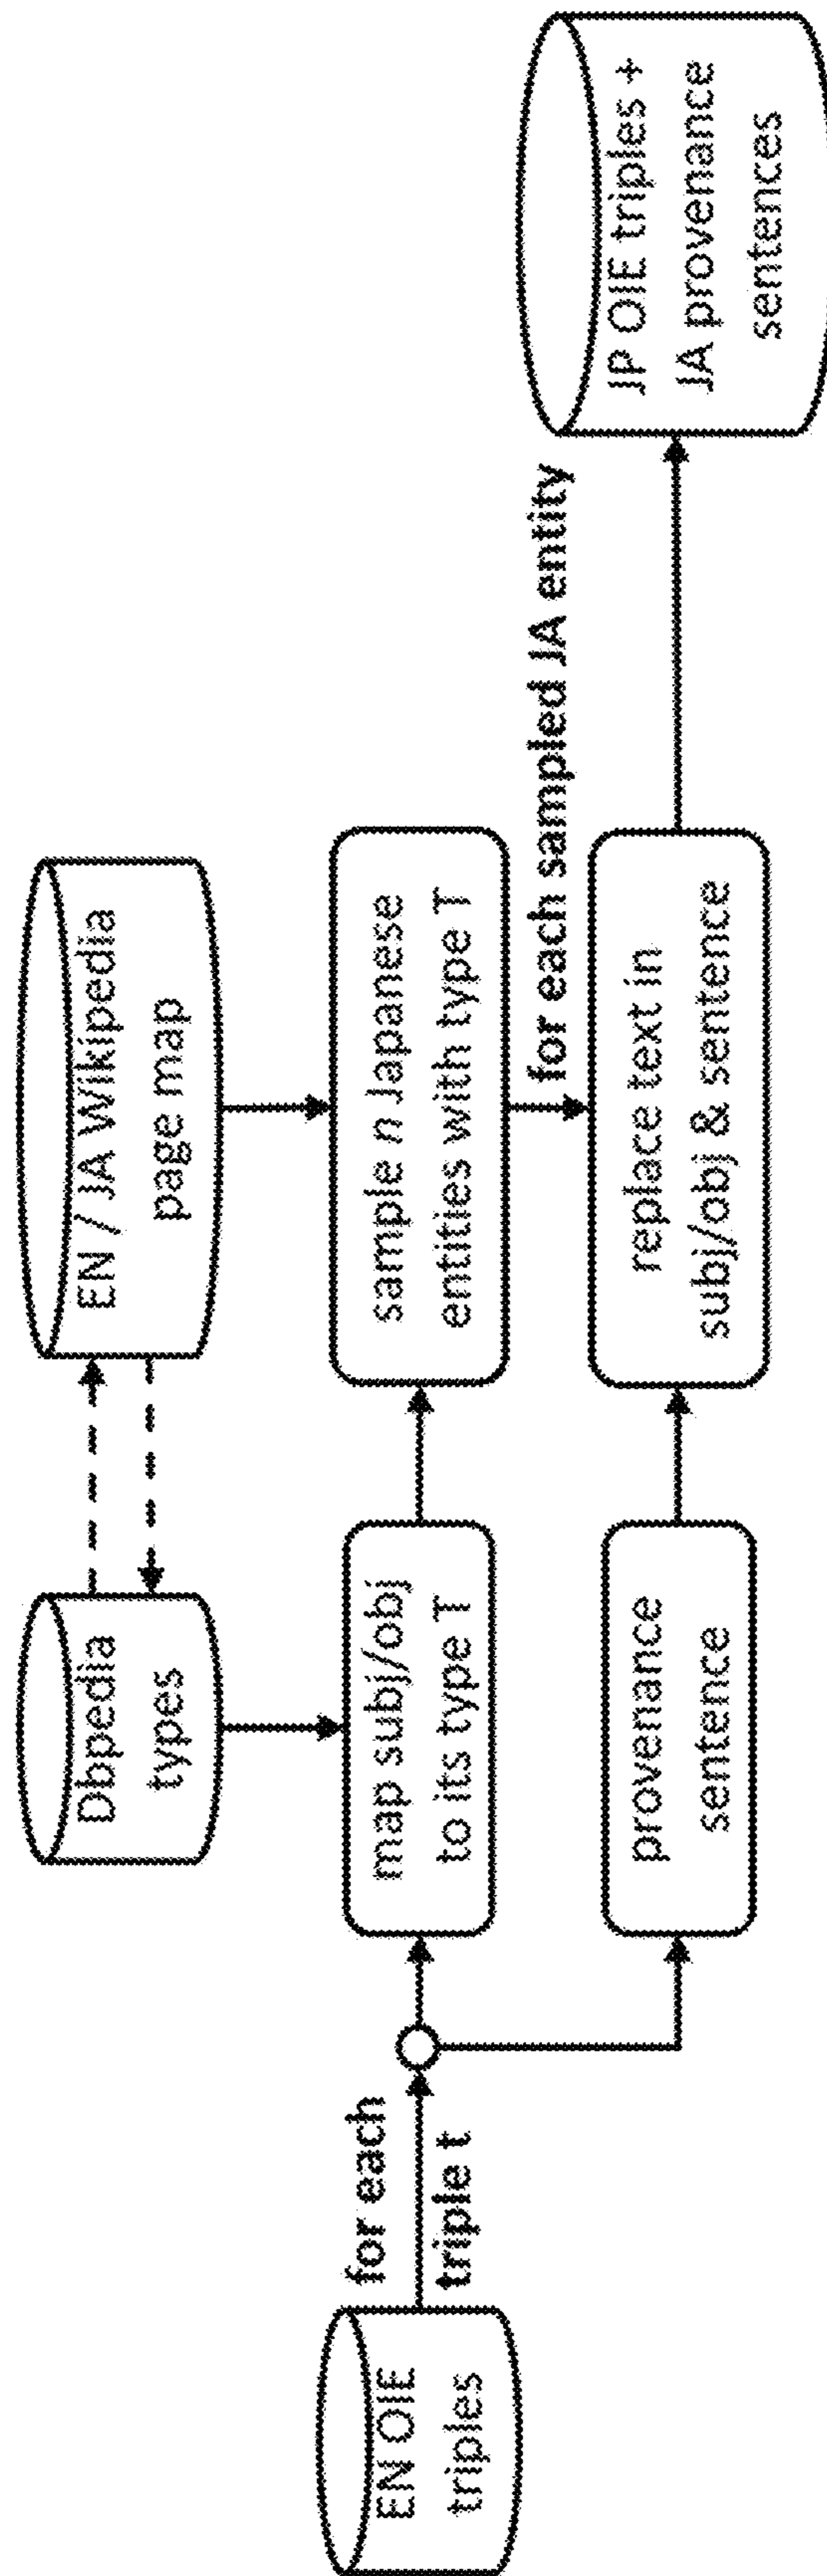 Dbpedia
types
EN / JA Wikipedia
page map
EN OIE
triples
for each
triple t
map subj/obj
to its type T
sample n Japanese
entities with type T
for each sampled JA entity
provenance
sentence
replace text in
subj/obj & sentence
JP OIE triples +
JA provenance
sentences